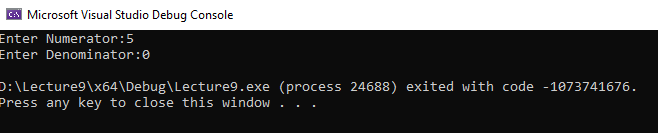 Microsoft Visual Studio Debug Console
Enter Numerator:5
Enter Denominator:0
D:\Lecture9\x64\Debug\Lecture9.exe (process 24688) exited with code -1073741676.
Press any key to close this window . . .